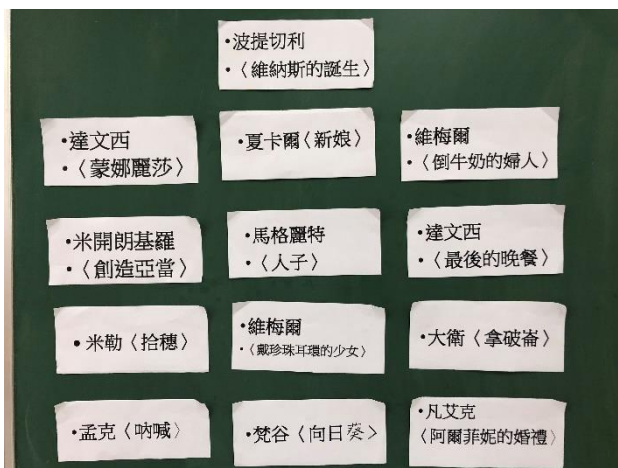 •波提切利
•〈維納斯的誕生〉
•達文西
•〈蒙娜麗莎〉
•夏卡爾〈新娘〉
•維梅爾
•〈倒牛奶的婦人〉
•米開朗基羅
•〈創造亞當〉
•馬格麗特
•〈人子〉
•達文西
•〈最後的晚餐〉
•米勒〈拾穗〉
•維梅爾
•〈戴珍珠耳環的少女〉
•大衛〈拿破崙〉
•孟克〈吶喊〉
•梵谷〈向日葵〉
•凡艾克
〈阿爾菲妮的婚禮〉